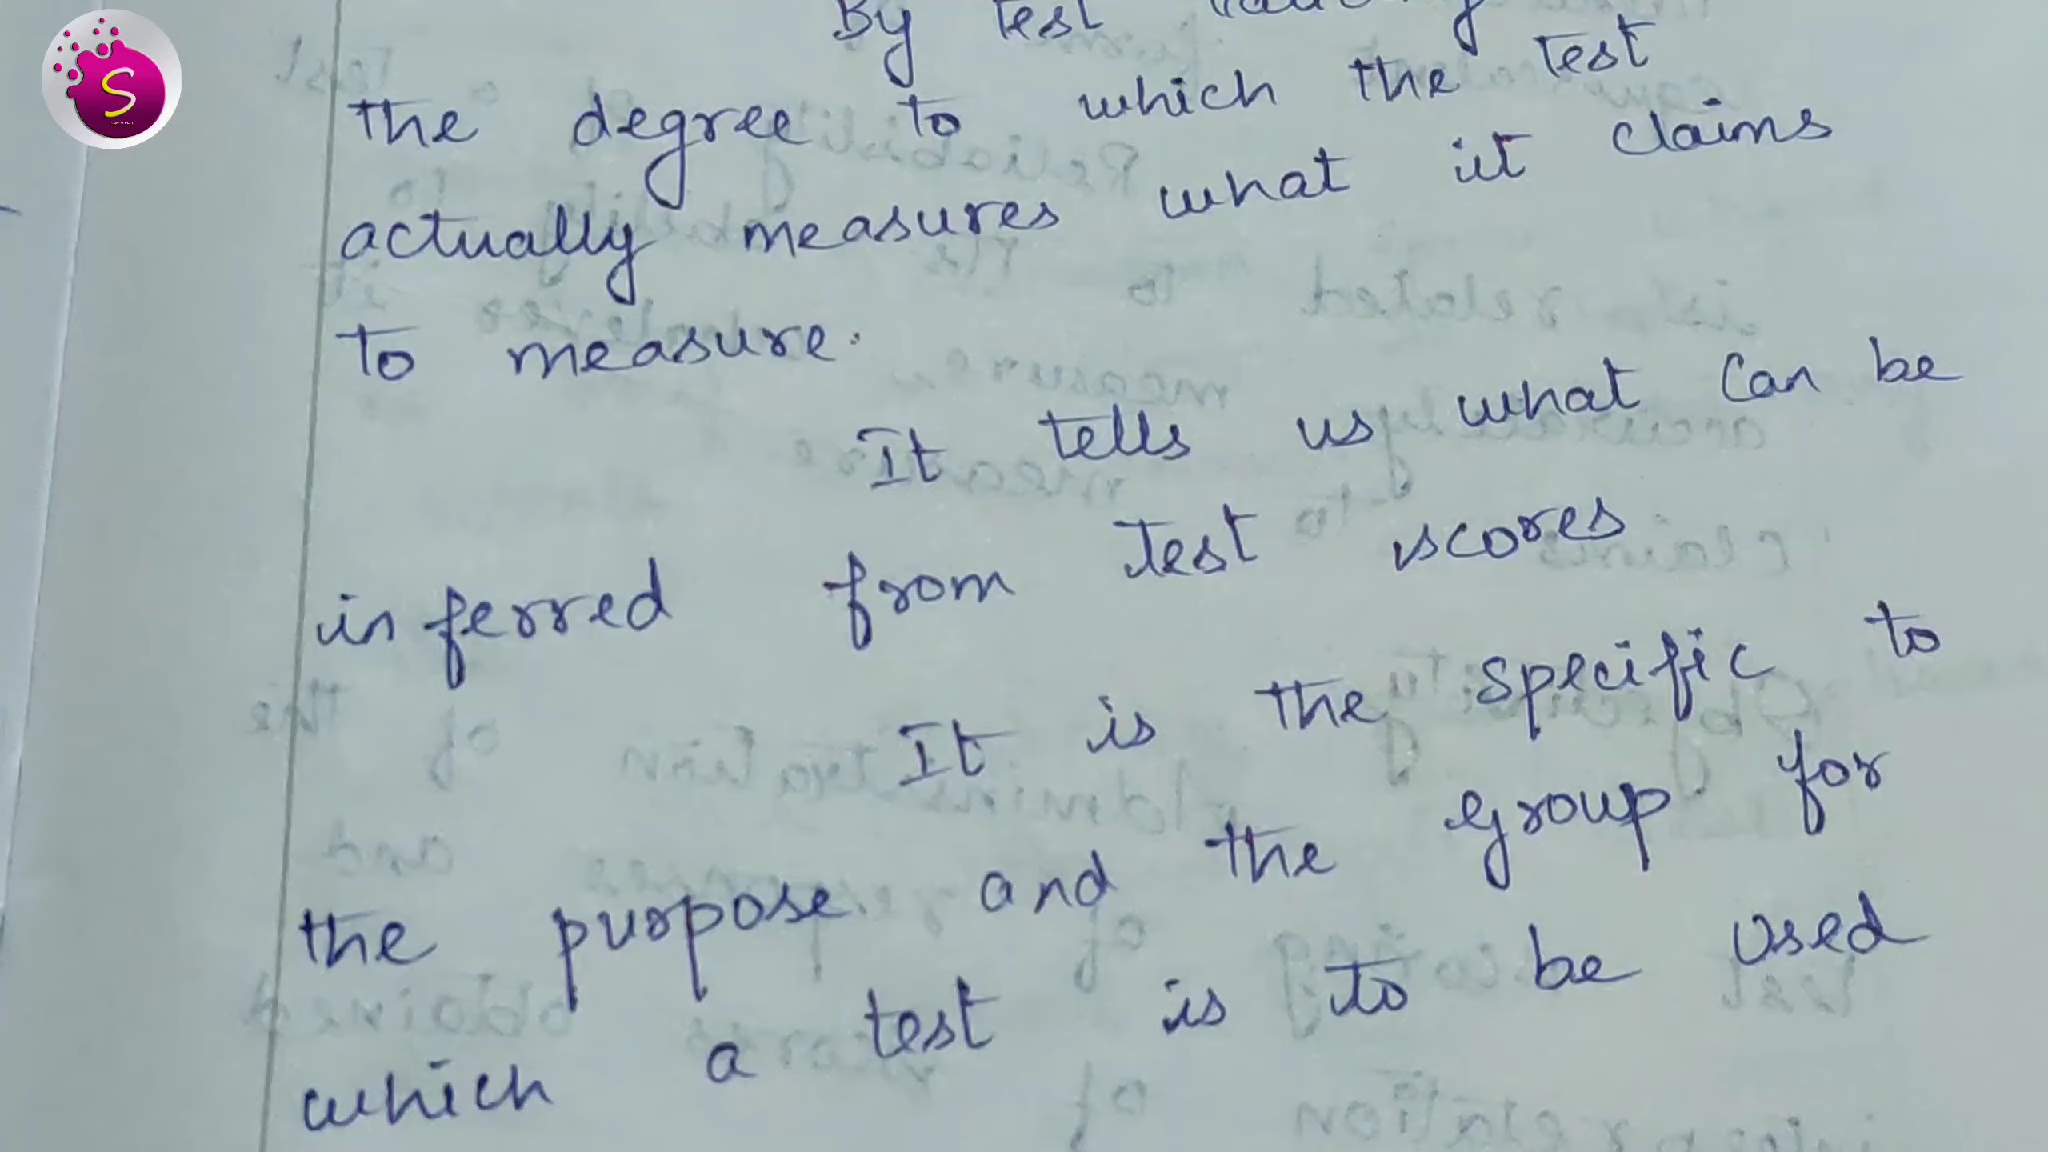 S
By test
the degree to which the test
actually measures what it claims
to measure.
It tells us what can be
inferred from test scores
It is the specific to
the purpose and the group for
which a test is to be used